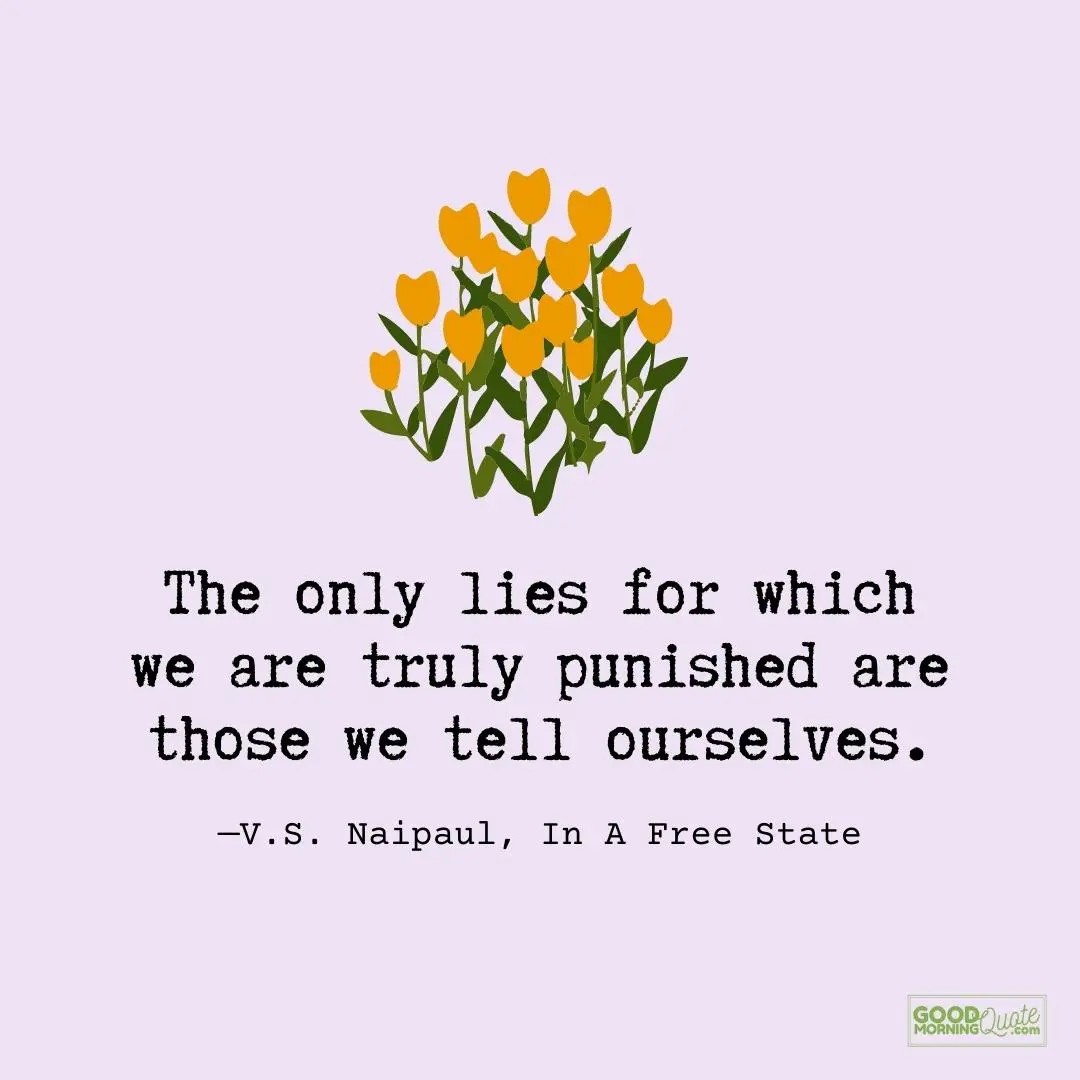 The only lies for which
we are truly punished are
those we tell ourselves.
—V.S. Naipaul, In A Free State
GOOD
MORNING Quote
.com